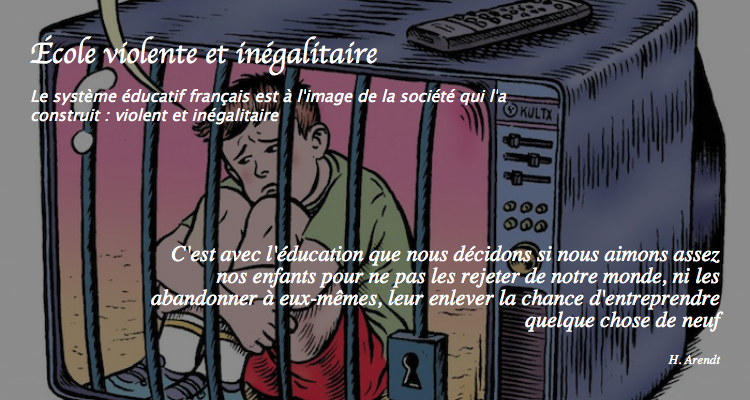 École violente et inégalitaire
Le système éducatif français est à l'image de la société qui l'a
construit : violent et inégalitaire
KULTX
C'est avec l'éducation que nous décidons si nous aimons assez
nos enfants pour ne pas les rejeter de notre monde, ni les
abandonner à eux-mêmes, leur enlever la chance d'entreprendre
quelque chose de neuf
H. Arendt